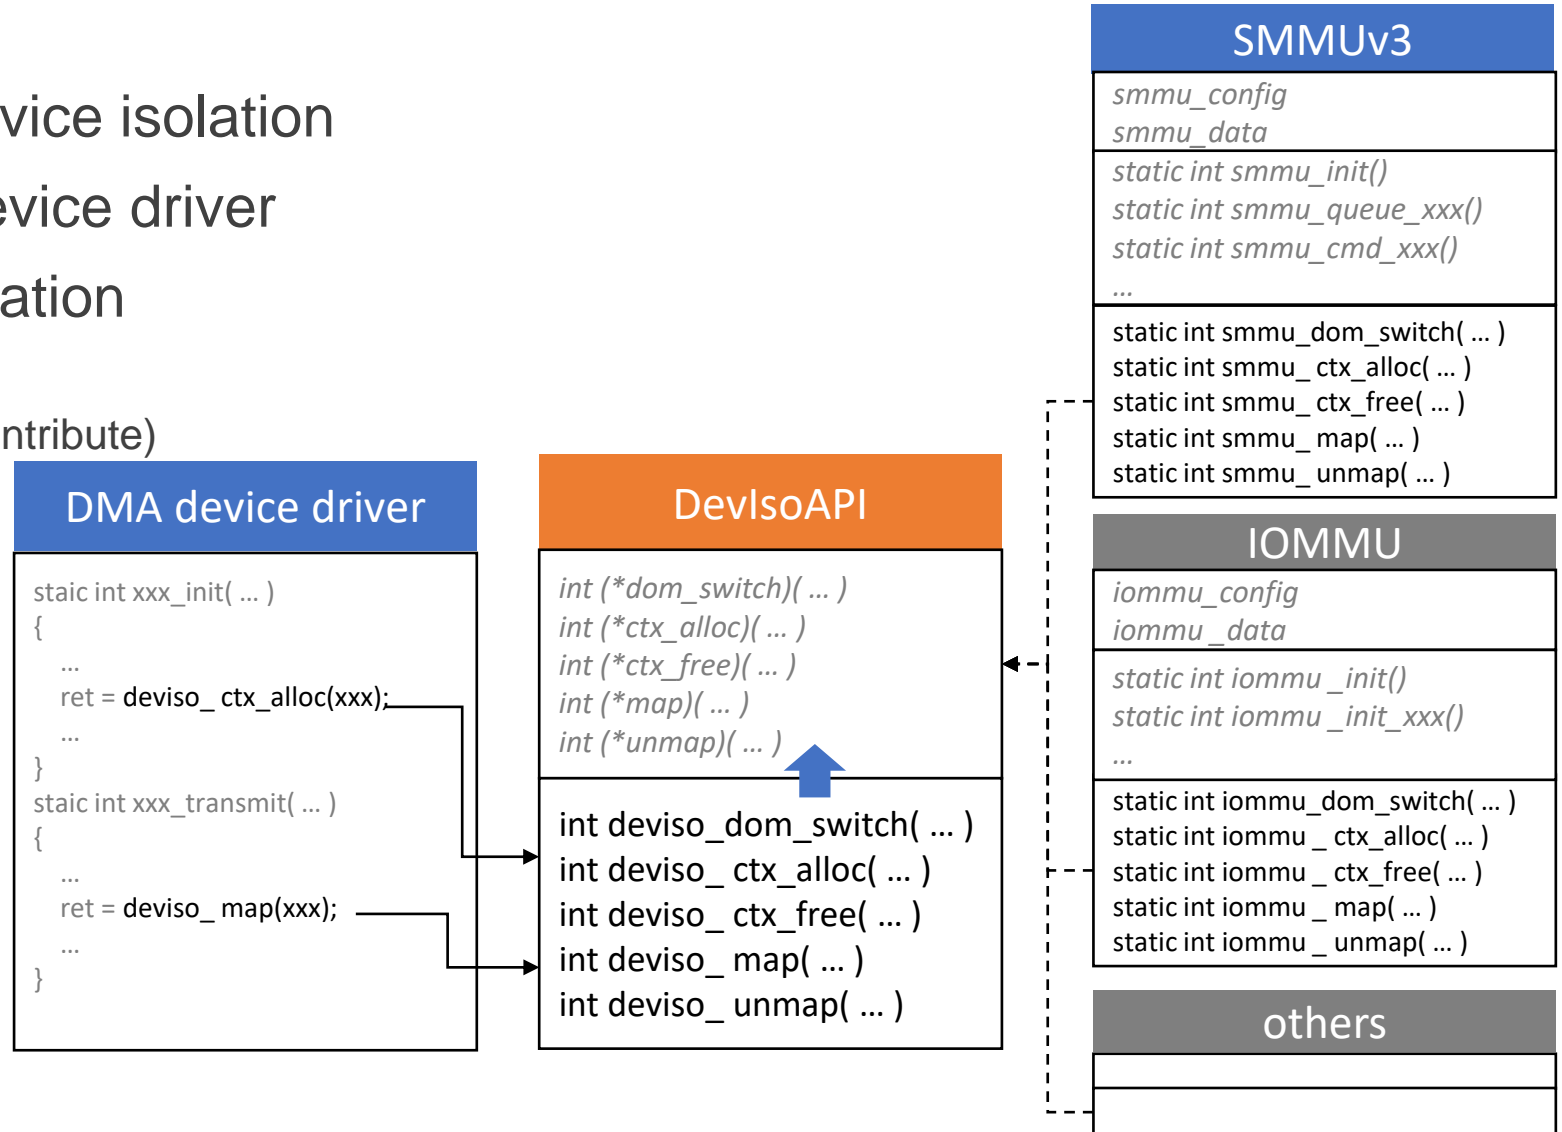 vice isolation
evice driver
ation
ntribute)
DMA device driver
staic int xxx_init( ... )
{
...
ret = deviso_ ctx_alloc(xxx);
...
}
staic int xxx_transmit( ... )
{
...
ret = deviso_ map(xxx);
...
}
DevIsoAPI
int (*dom_switch)( ... )
int (*ctx_alloc)( ... )
int (*ctx_free)( ... )
int (*map)( ... )
int (*unmap)( ... )
int deviso_dom_switch( ... )
int deviso_ ctx_alloc( ... )
int deviso_ ctx_free( ... )
int deviso_ map( ... )
int deviso_ unmap( ... )
SMMUv3
smmu_config
smmu_data
static int smmu_init()
static int smmu_queue_xxx()
static int smmu_cmd_xxx()
...
static int smmu_dom_switch( ... )
static int smmu_ ctx_alloc( ... )
static int smmu_ ctx_free( ... )
static int smmu_ map( ... )
static int smmu_ unmap( ... )
IOMMU
iommu_config
iommu _data
static int iommu _init()
static int iommu _init_xxx()
...
static int iommu_dom_switch( ... )
static int iommu _ ctx_alloc( ... )
static int iommu _ ctx_free( ... )
static int iommu _ map( ... )
static int iommu _ unmap( ... )
others